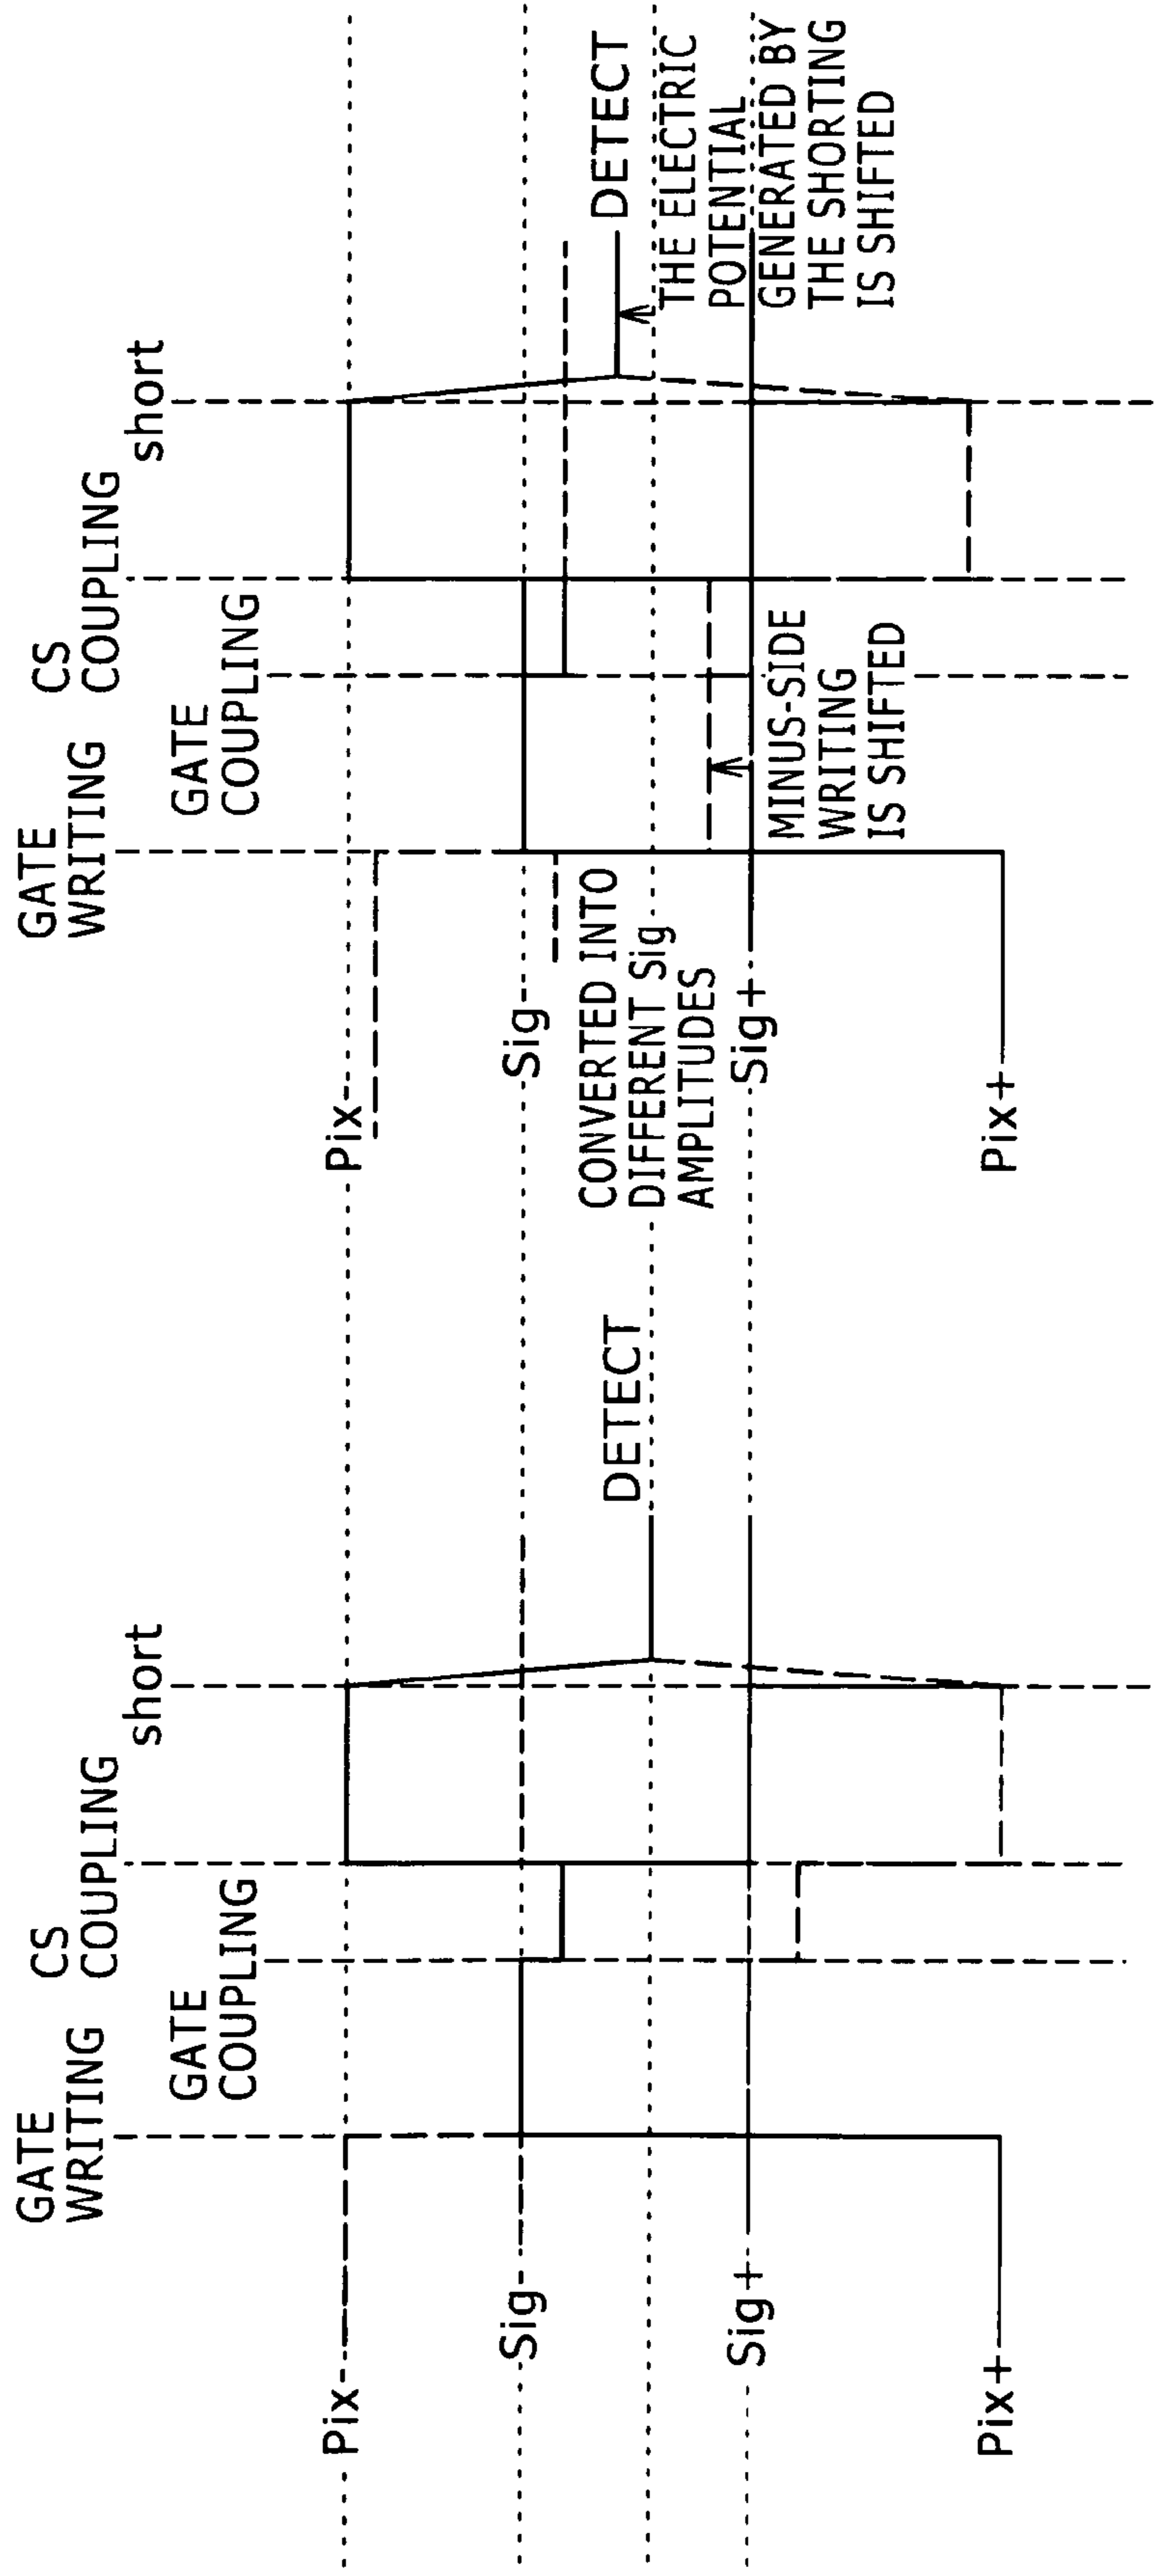 GATE
WRITING
CS
COUPLING
GATE
COUPLING
short
Pix-
Sig-
Sig+
Pix+
DETECT
GATE
WRITING
CS
COUPLING
GATE
COUPLING
short
Pix-
Sig-
CONVERTED INTO
DIFFERENT Sig
AMPLITUDES
Sig+
Pix+
MINUS-SIDE
WRITING
IS SHIFTED
DETECT
THE ELECTRIC
POTENTIAL
GENERATED BY
THE SHORTING
IS SHIFTED